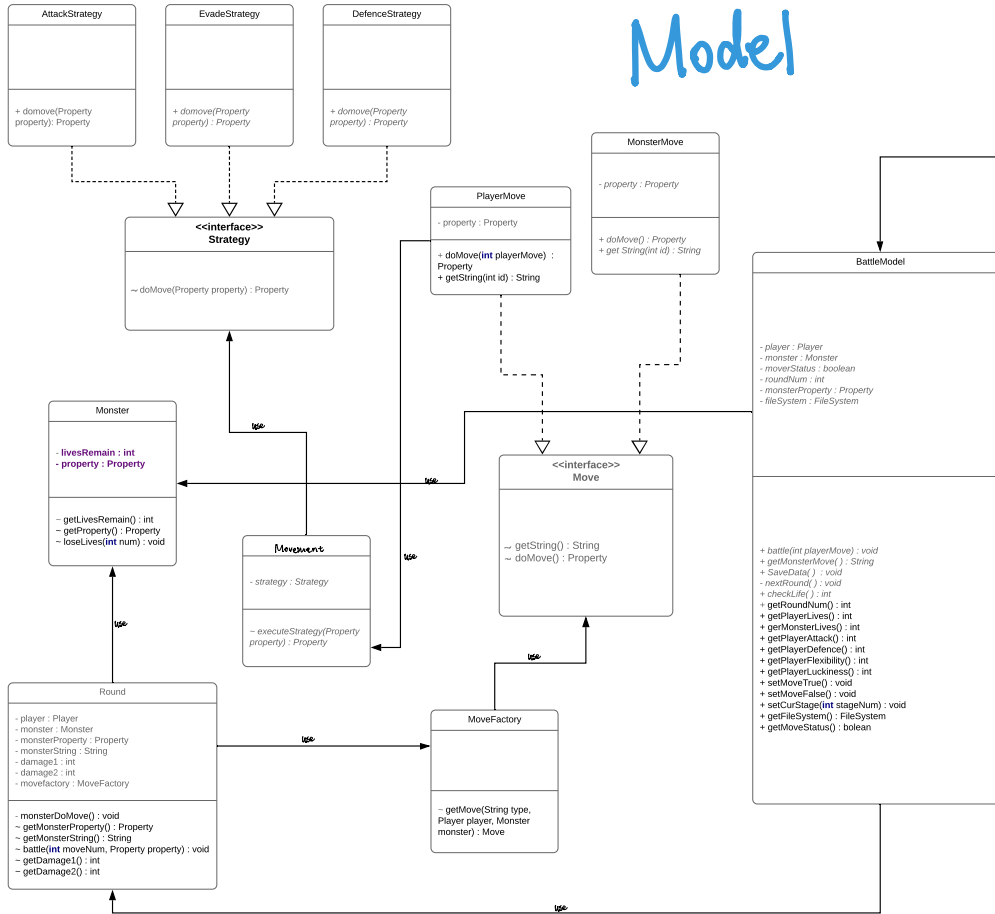 AttackStrategy
+ domove(Property
property): Property
EvadeStrategy
+ domove(Property
property) : Property
DefenceStrategy
+ domove(Property
property) : Property
Model
<<interface>>
Strategy
~ doMove(Property property) : Property
PlayerMove
- property : Property
+ doMove(int playerMove) :
Property
+ getString(int id) : String
MonsterMove
- property : Property
+ doMove() : Property
+ get String(int id) : String
BattleModel
- player : Player
- monster : Monster
- moverStatus : boolean
- roundNum : int
- monsterProperty : Property
- fileSystem : FileSystem
+ battle(int playerMove) : void
+ getMonsterMove( ) : String
+ SaveData( ) : void
- nextRound( ) : void
+ checkLife( ) : int
+ getRoundNum() : int
+ getPlayerLives() : int
+ gerMonsterLives() : int
+ getPlayerAttack() : int
+ getPlayerDefence() : int
+ getPlayerFlexibility() : int
+ getPlayerLuckiness() : int
+ setMoveTrue() : void
+ setMoveFalse() : void
+ setCurStage(int stageNum) : void
+ getFileSystem() : FileSystem
+ getMoveStatus() : bolean
Monster
- livesRemain : int
- property : Property
~ getLivesRemain() : int
~ getProperty() : Property
~ loseLives(int num) : void
use
use
use
use
<<interface>>
Move
~ getString() : String
~ doMove() : Property
Movement
- strategy : Strategy
~ executeStrategy(Property
property) : Property
use
Round
- player : Player
- monster : Monster
- monsterProperty : Property
- monsterString : String
- damage1 : int
- damage2 : int
- movefactory : MoveFactory
- monsterDoMove() : void
~ getMonsterProperty() : Property
~ getMonsterString() : String
~ battle(int moveNum, Property property) : void
~ getDamage1() : int
~ getDamage2() : int
use
MoveFactory
~ getMove(String type,
Player player, Monster
monster) : Move
use